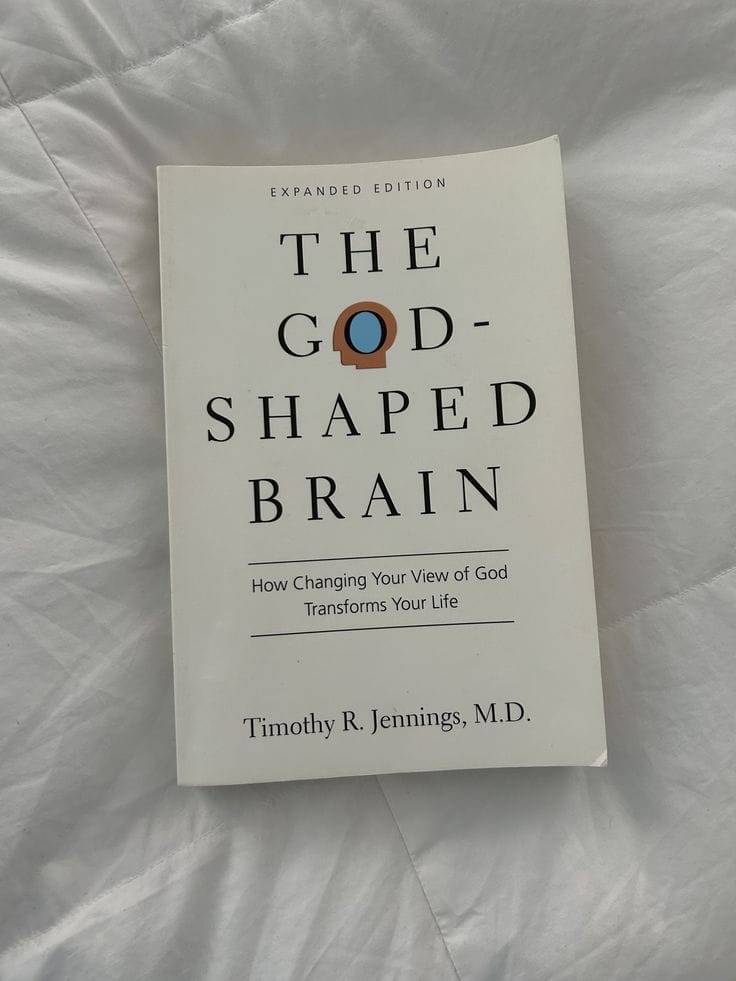 EXPANDED EDITION
THE
GOD-
SHAPED
BRAIN
How Changing Your View of God
Transforms Your Life
Timothy R. Jennings, M.D.